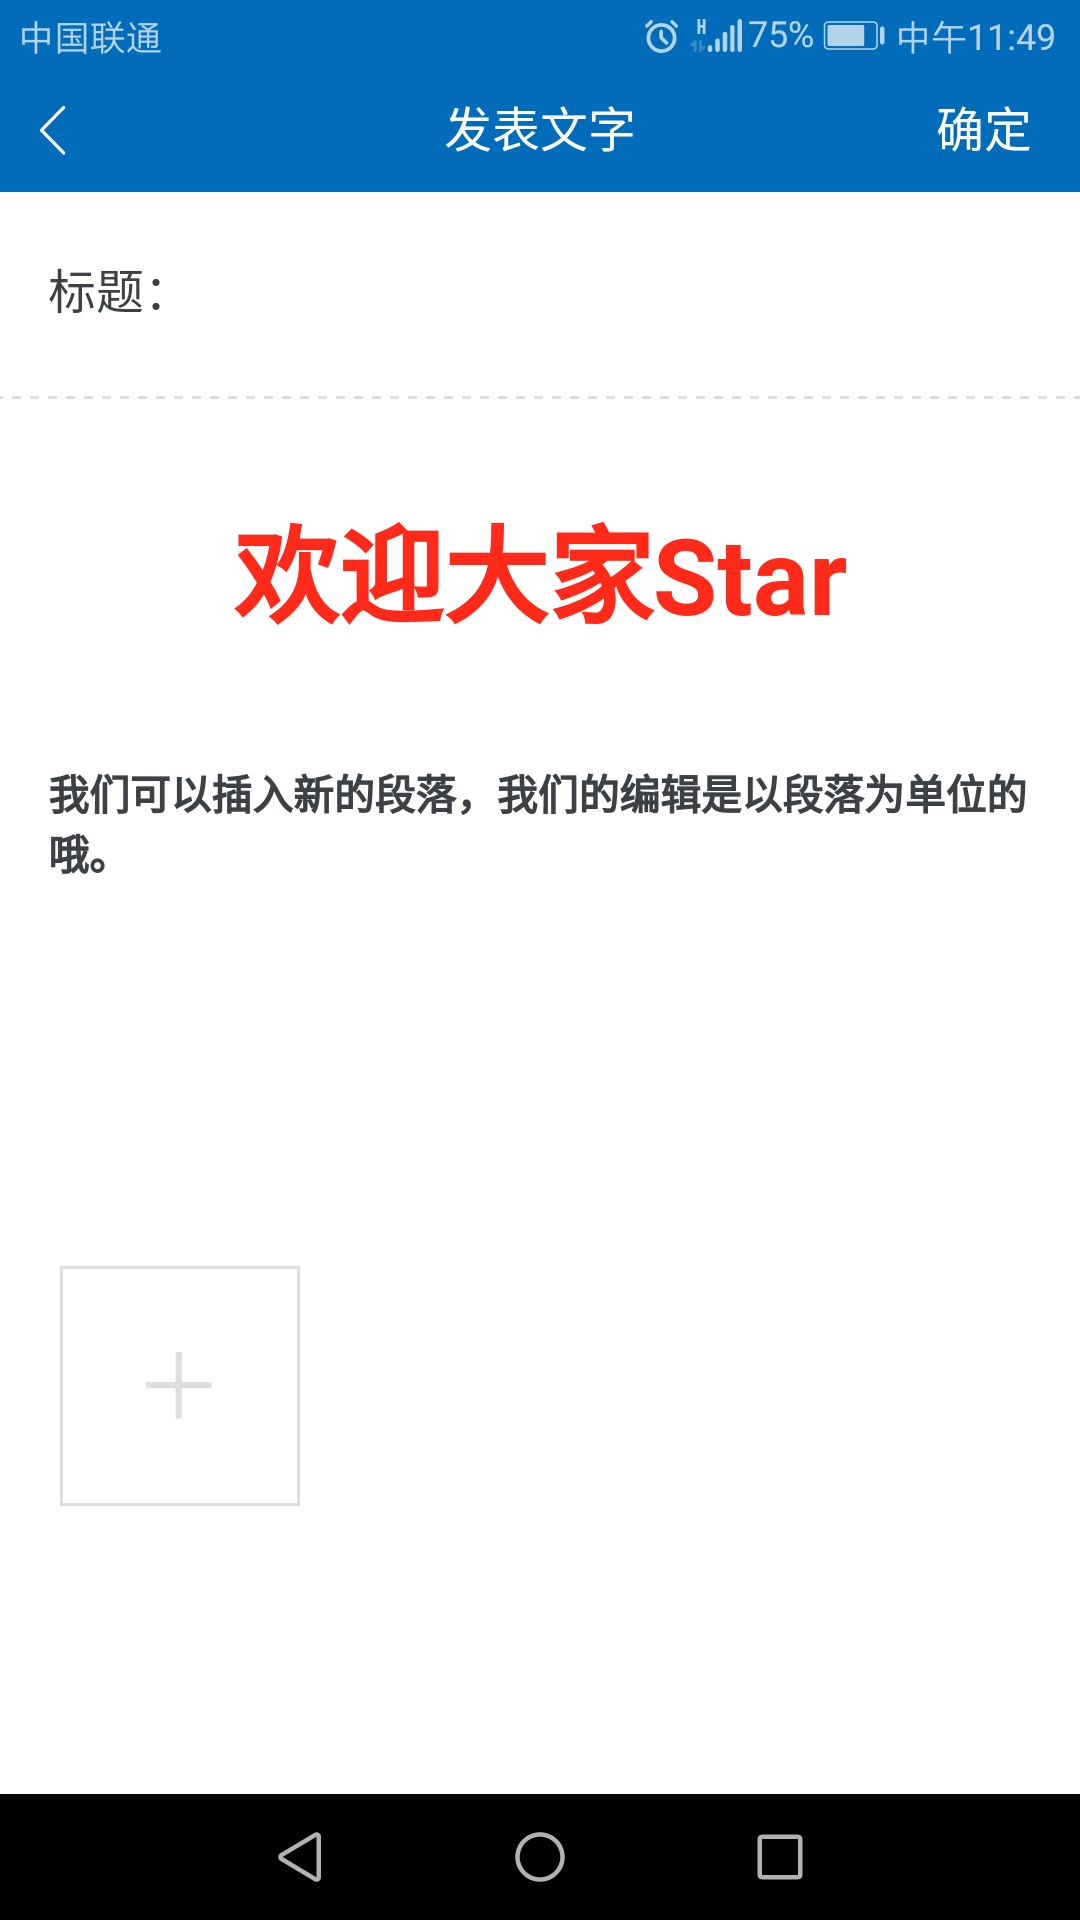 中国联通 H 75% 中午11:49
发表文字 确定
标题：
欢迎大家Star
我们可以插入新的段落，我们的编辑是以段落为单位的
哦。